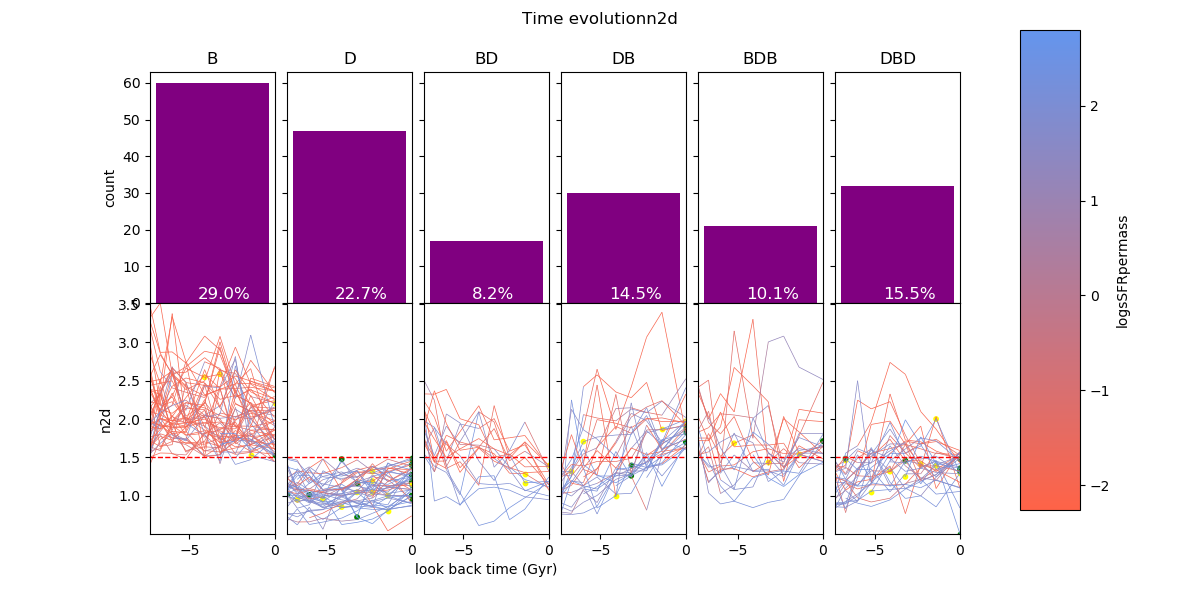 Time evolutionn2d
B D BD DB BDB DBD
60
50
40
30
20
10
0
count
29.0% 22.7% 8.2% 14.5% 10.1% 15.5%
3.5
3.0
2.5
2.0
1.5
1.0
n2d
−5 0 −5 0 −5 0 −5 0 −5 0 −5 0
look back time (Gyr)
2
1
0
−1
−2
logsSFRpermass